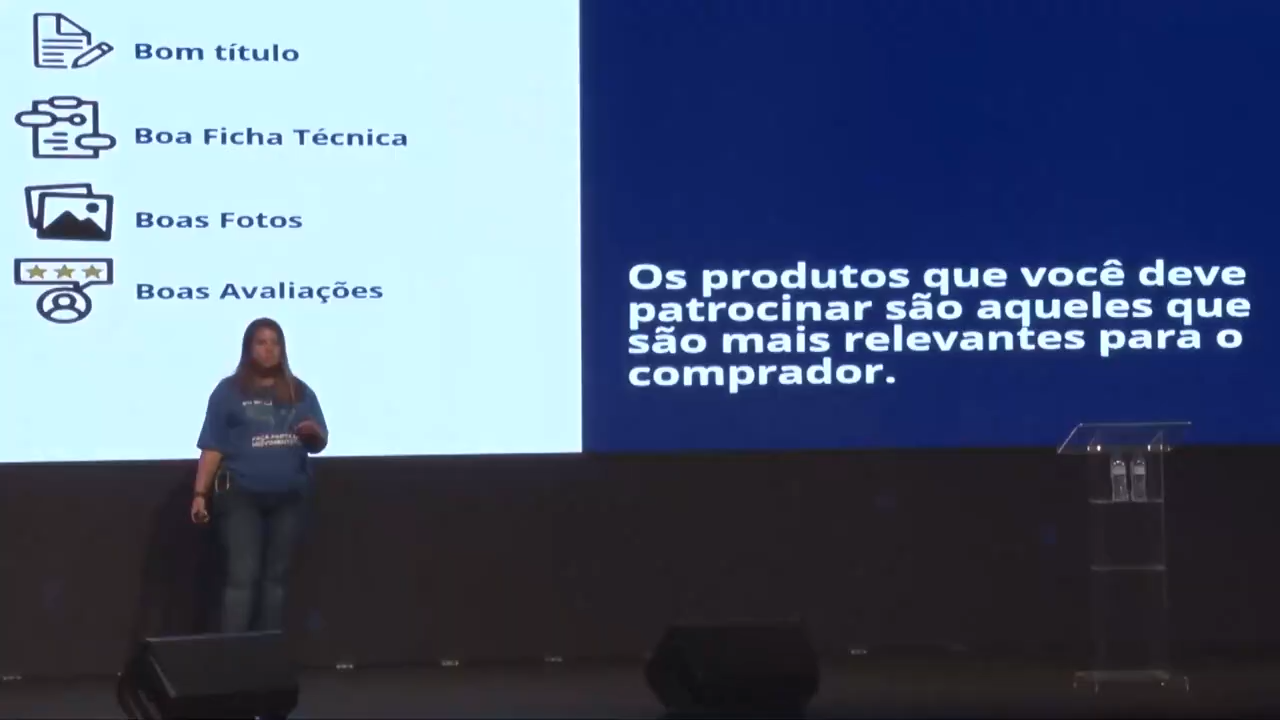 Bom título
Boa Ficha Técnica
Boas Fotos
Boas Avaliações
Os produtos que você deve
patrocinar são aqueles que
são mais relevantes para o
comprador.